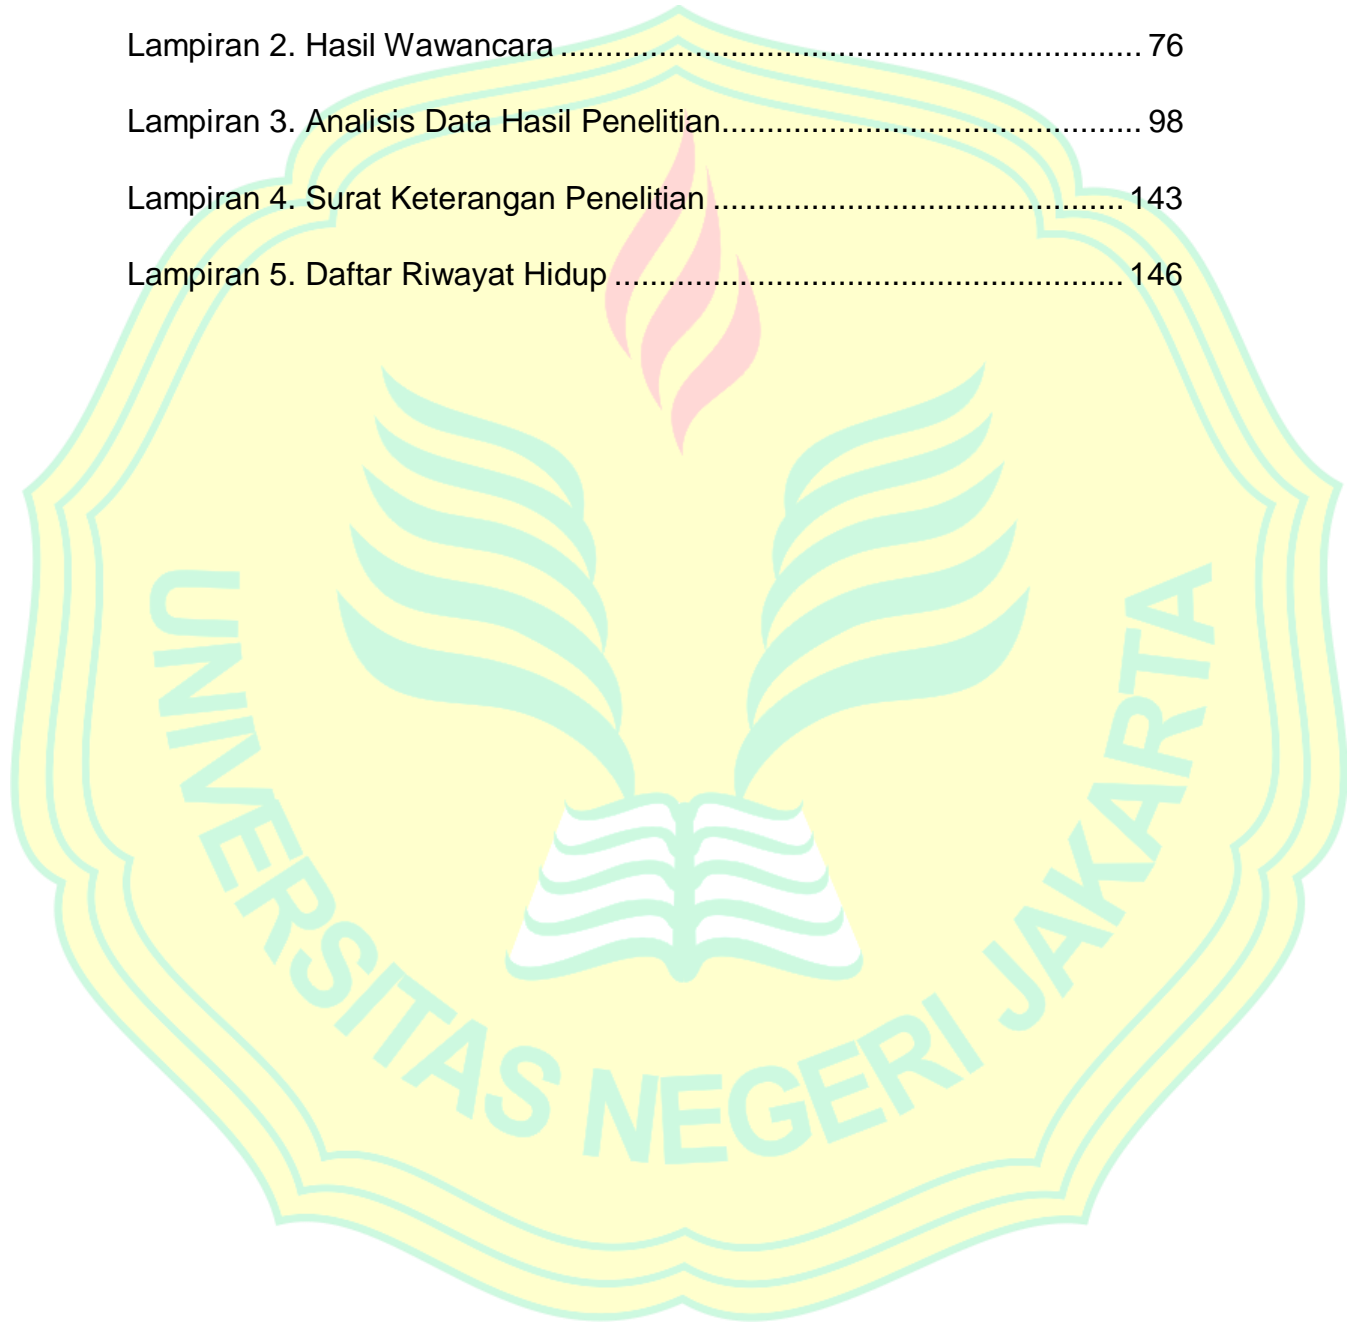 Lampiran 2. Hasil Wawancara ................................................................. 76
Lampiran 3. Analisis Data Hasil Penelitian............................................... 98
Lampiran 4. Surat Keterangan Penelitian .............................................. 143
Lampiran 5. Daftar Riwayat Hidup ......................................................... 146
UNIVERSITAS NEGERI JAKARTA